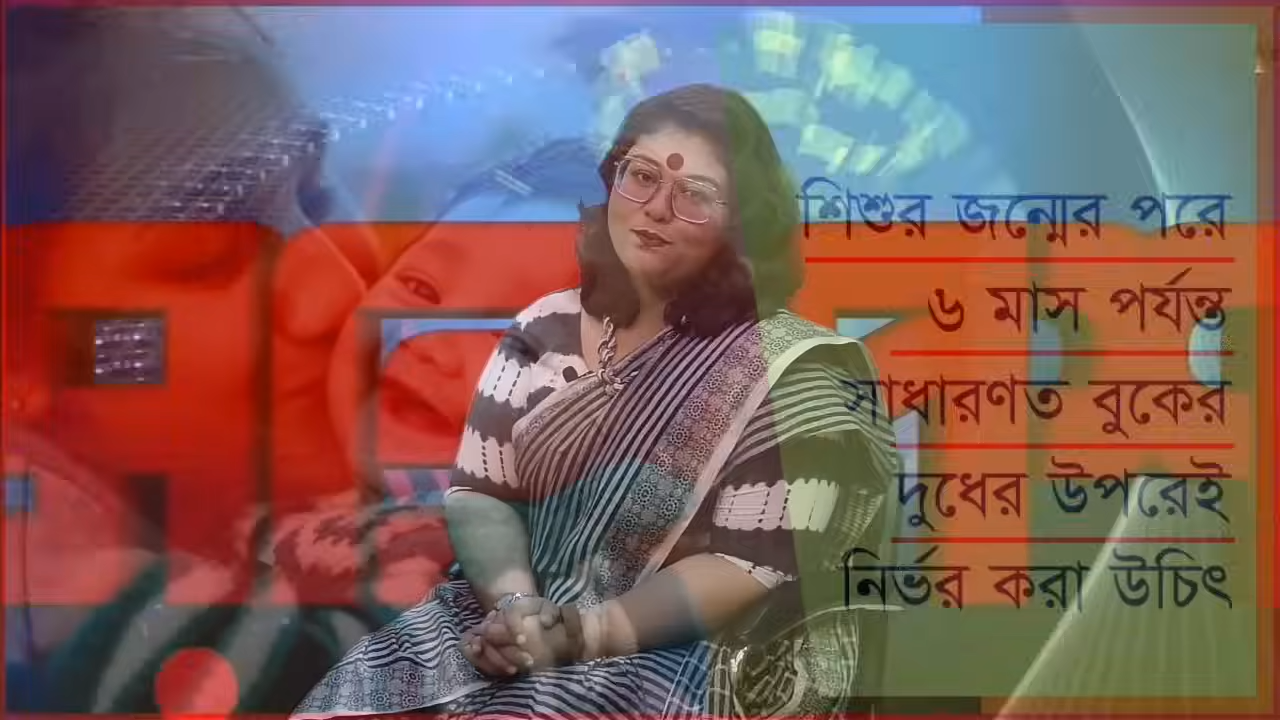 শিশুর জন্মের পরে
৬ মাস পর্যন্ত
সাধারণত বুকের
দুধের উপরেই
নির্ভর করা উচিৎ